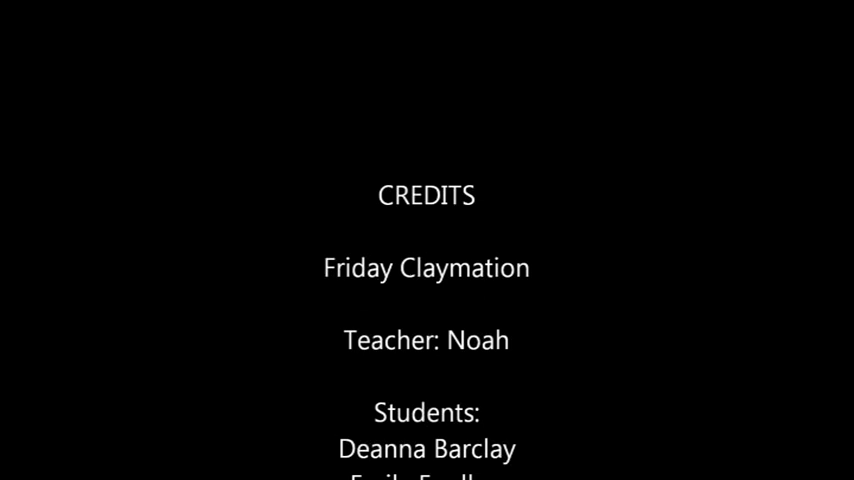 CREDITS
Friday Claymation
Teacher: Noah
Students:
Deanna Barclay